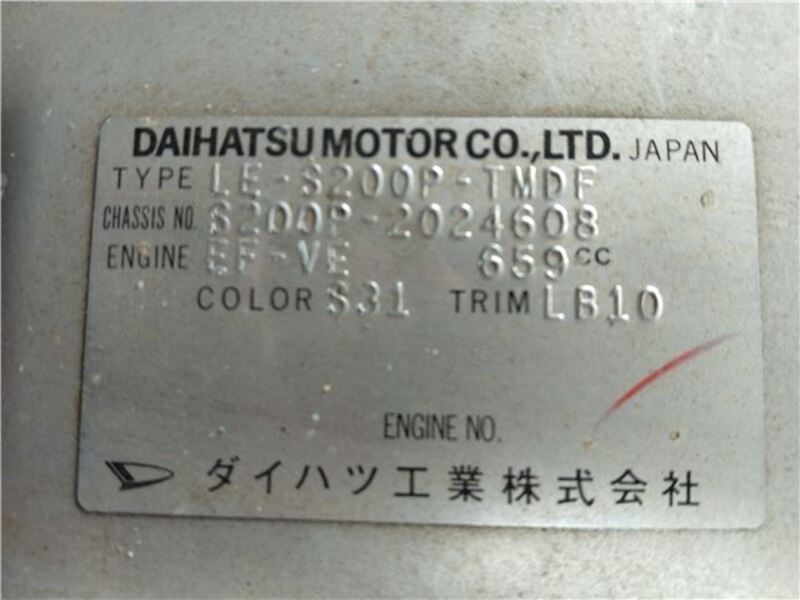 DAIHATSU MOTOR CO.,LTD. JAPAN
TYPE LE-S200P-TMDF
CHASSIS NO. S200P-2024608
ENGINE EF-VE 659cc
COLOR S31 TRIM LB10
ENGINE NO.
ダイハツ工業株式会社